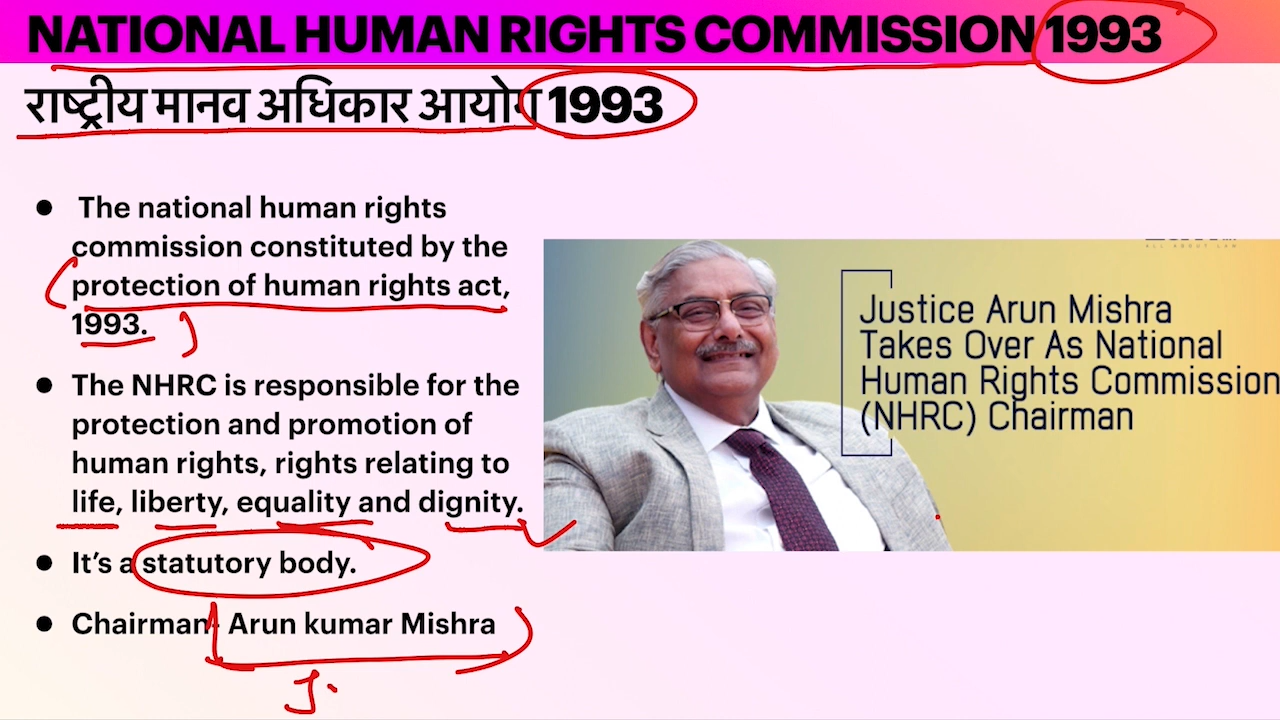 NATIONAL HUMAN RIGHTS COMMISSION 1993
राष्ट्रीय मानव अधिकार आयोग 1993
● The national human rights
commission constituted by the
protection of human rights act,
1993.
● The NHRC is responsible for the
protection and promotion of
human rights, rights relating to
life, liberty, equality and dignity.
● It's a statutory body.
● Chairman- Arun kumar Mishra
J.
ALL ABOUT LAW
Justice Arun Mishra
Takes Over As National
Human Rights Commission
(NHRC) Chairman